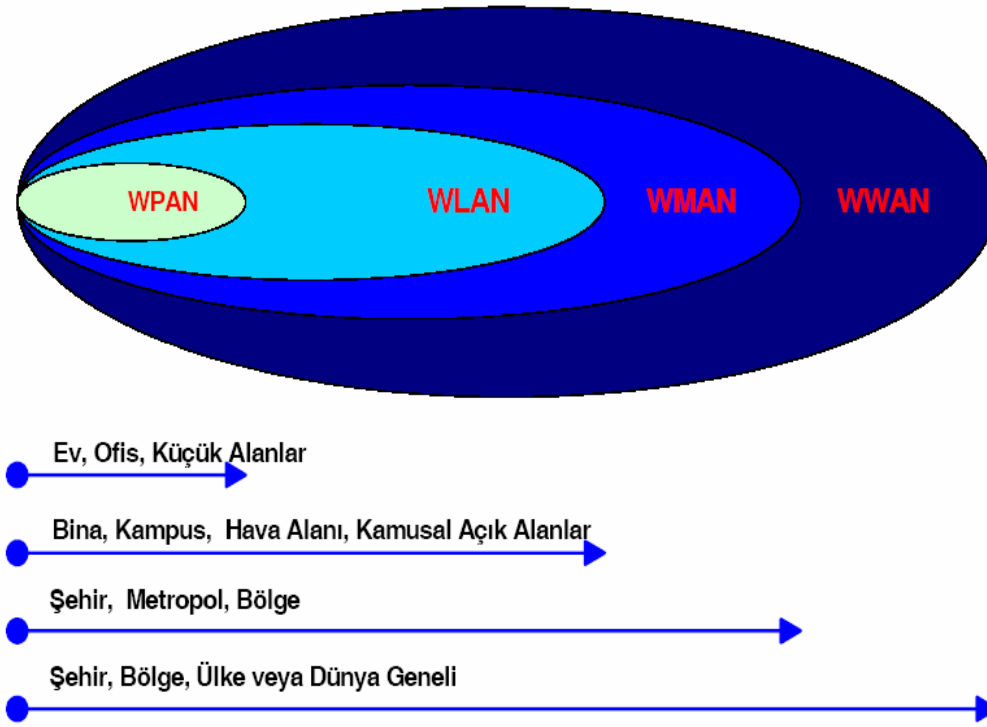 WPAN WLAN WMAN WWAN
Ev, Ofis, Küçük Alanlar
Bina, Kampus, Hava Alanı, Kamusal Açık Alanlar
Şehir, Metropol, Bölge
Şehir, Bölge, Ülke veya Dünya Geneli